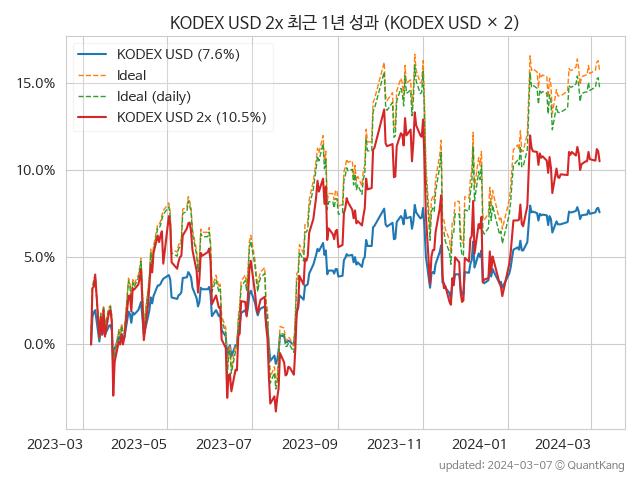 KODEX USD 2x 최근 1년 성과 (KODEX USD × 2)
KODEX USD (7.6%)
Ideal
Ideal (daily)
KODEX USD 2x (10.5%)
15.0%
10.0%
5.0%
0.0%
2023−03 2023−05 2023−07 2023−09 2023−11 2024−01 2024−03
updated: 2024-03-07 © QuantKang